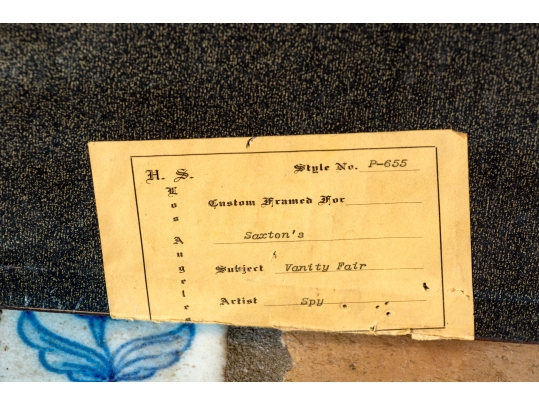 H. S.
Los Angeles
Style No. P-655
Custom Framed For
Saxton's
Subject Vanity Fair
Artist Spy